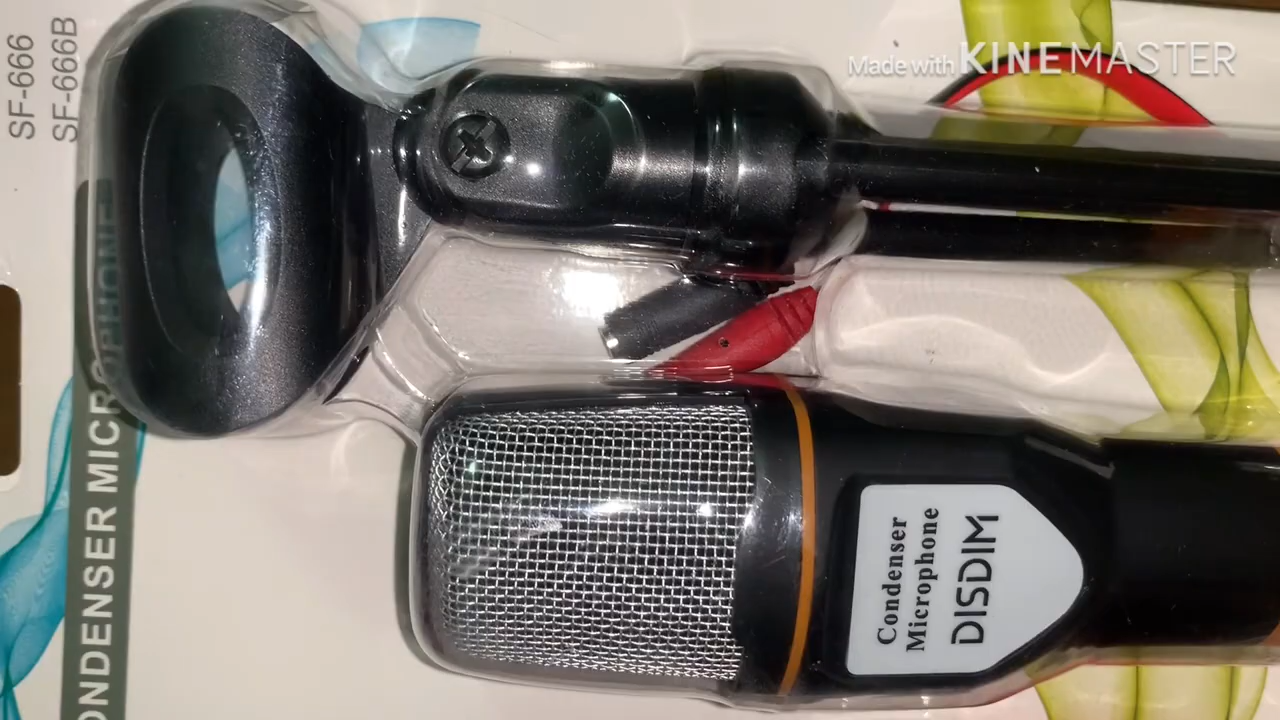 Made with KINEMASTER
SF-666
SF-666B
ONDENSER MICROPHONE
Condenser
Microphone
DISDIM